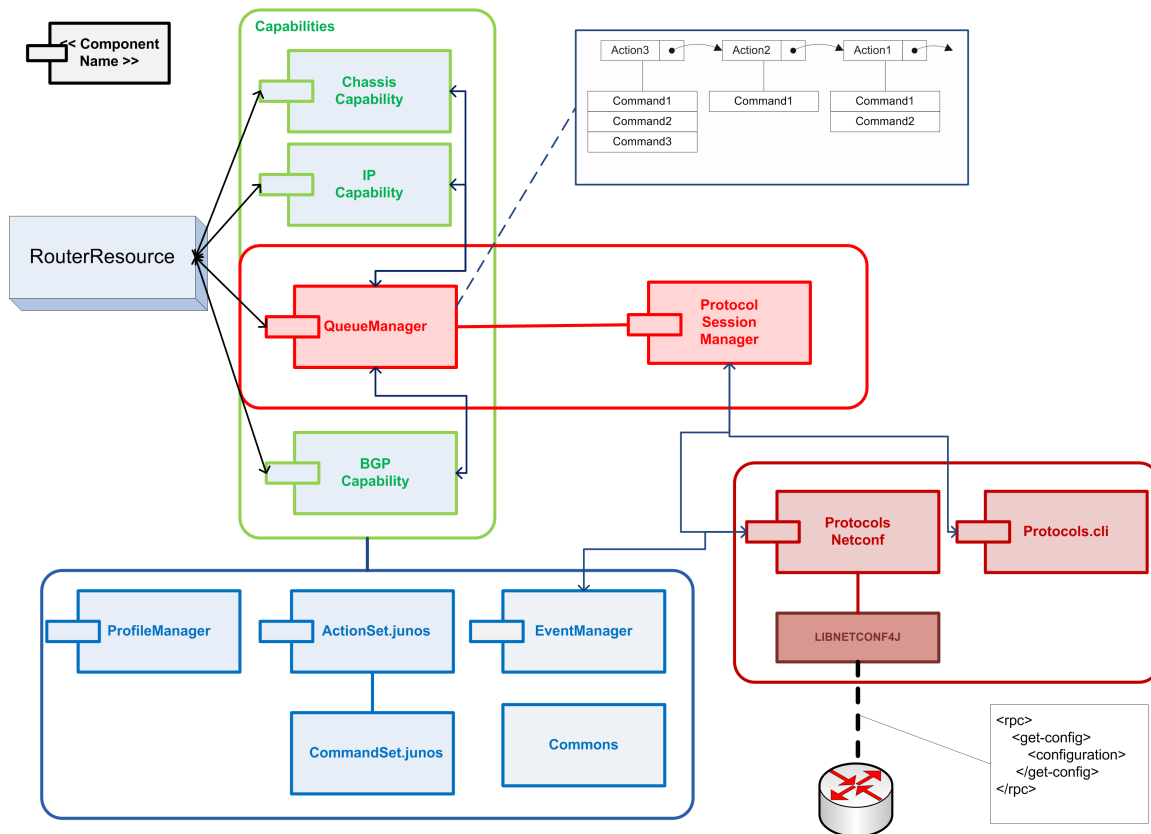 << Component
Name >>
Capabilities
Chassis
Capability
IP
Capability
Action3
Action2
Action1
Command1
Command2
Command3
Command1
Command1
Command2
RouterResource
QueueManager
Protocol
Session
Manager
BGP
Capability
Protocols
Netconf
Protocols.cli
LIBNETCONF4J
ProfileManager
ActionSet.junos
EventManager
CommandSet.junos
Commons
<rpc>
<get-config>
<configuration>
</get-config>
</rpc>